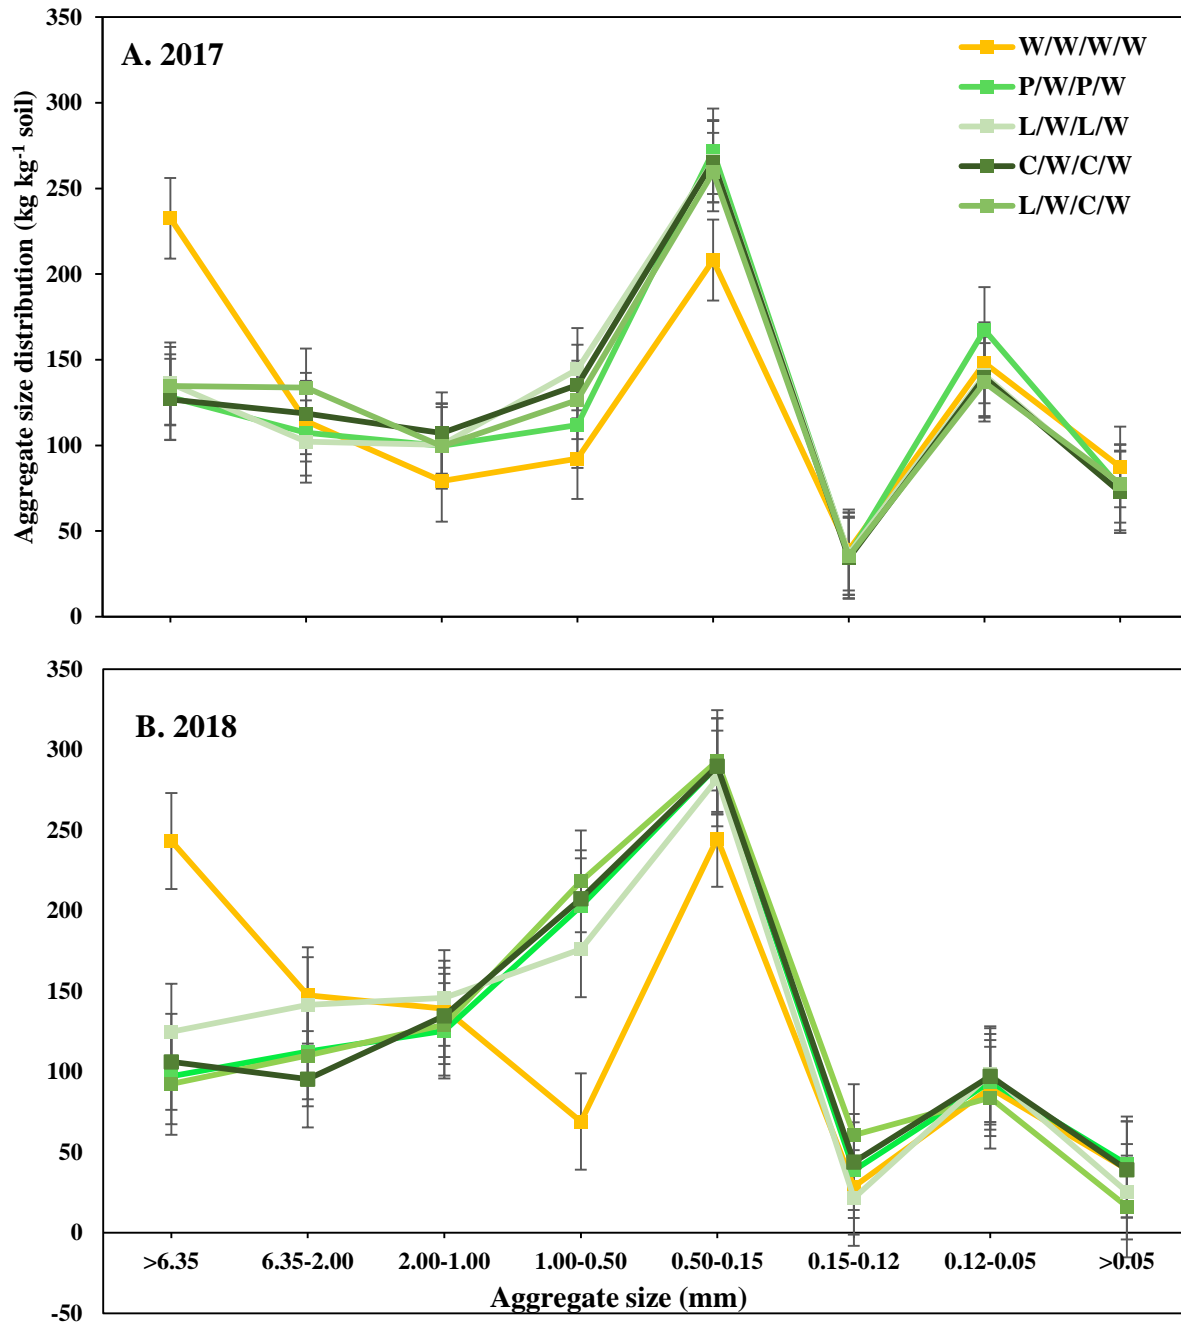 350
300
250
200
150
100
50
0
Aggregate size distribution (kg kg⁻¹ soil)
A. 2017
W/W/W/W
P/W/P/W
L/W/L/W
C/W/C/W
L/W/C/W
350
300
250
200
150
100
50
0
-50
B. 2018
>6.35 6.35-2.00 2.00-1.00 1.00-0.50 0.50-0.15 0.15-0.12 0.12-0.05 >0.05
Aggregate size (mm)